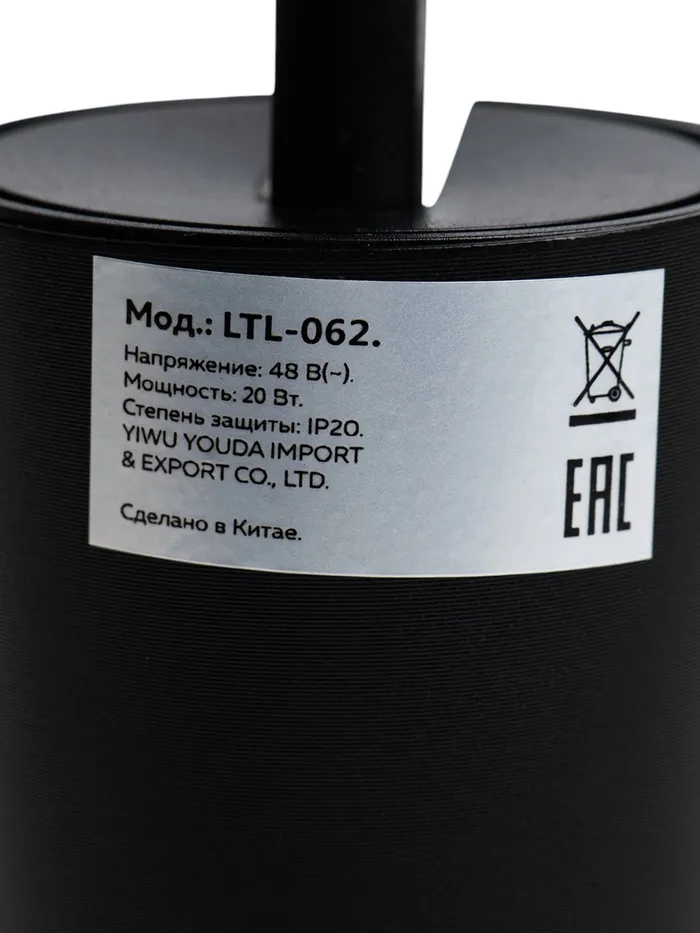 Мод.: LTL-062.
Напряжение: 48 В(~).
Мощность: 20 Вт.
Степень защиты: IP20.
YIWU YOUDA IMPORT
& EXPORT CO., LTD.
Сделано в Китае.
EAC